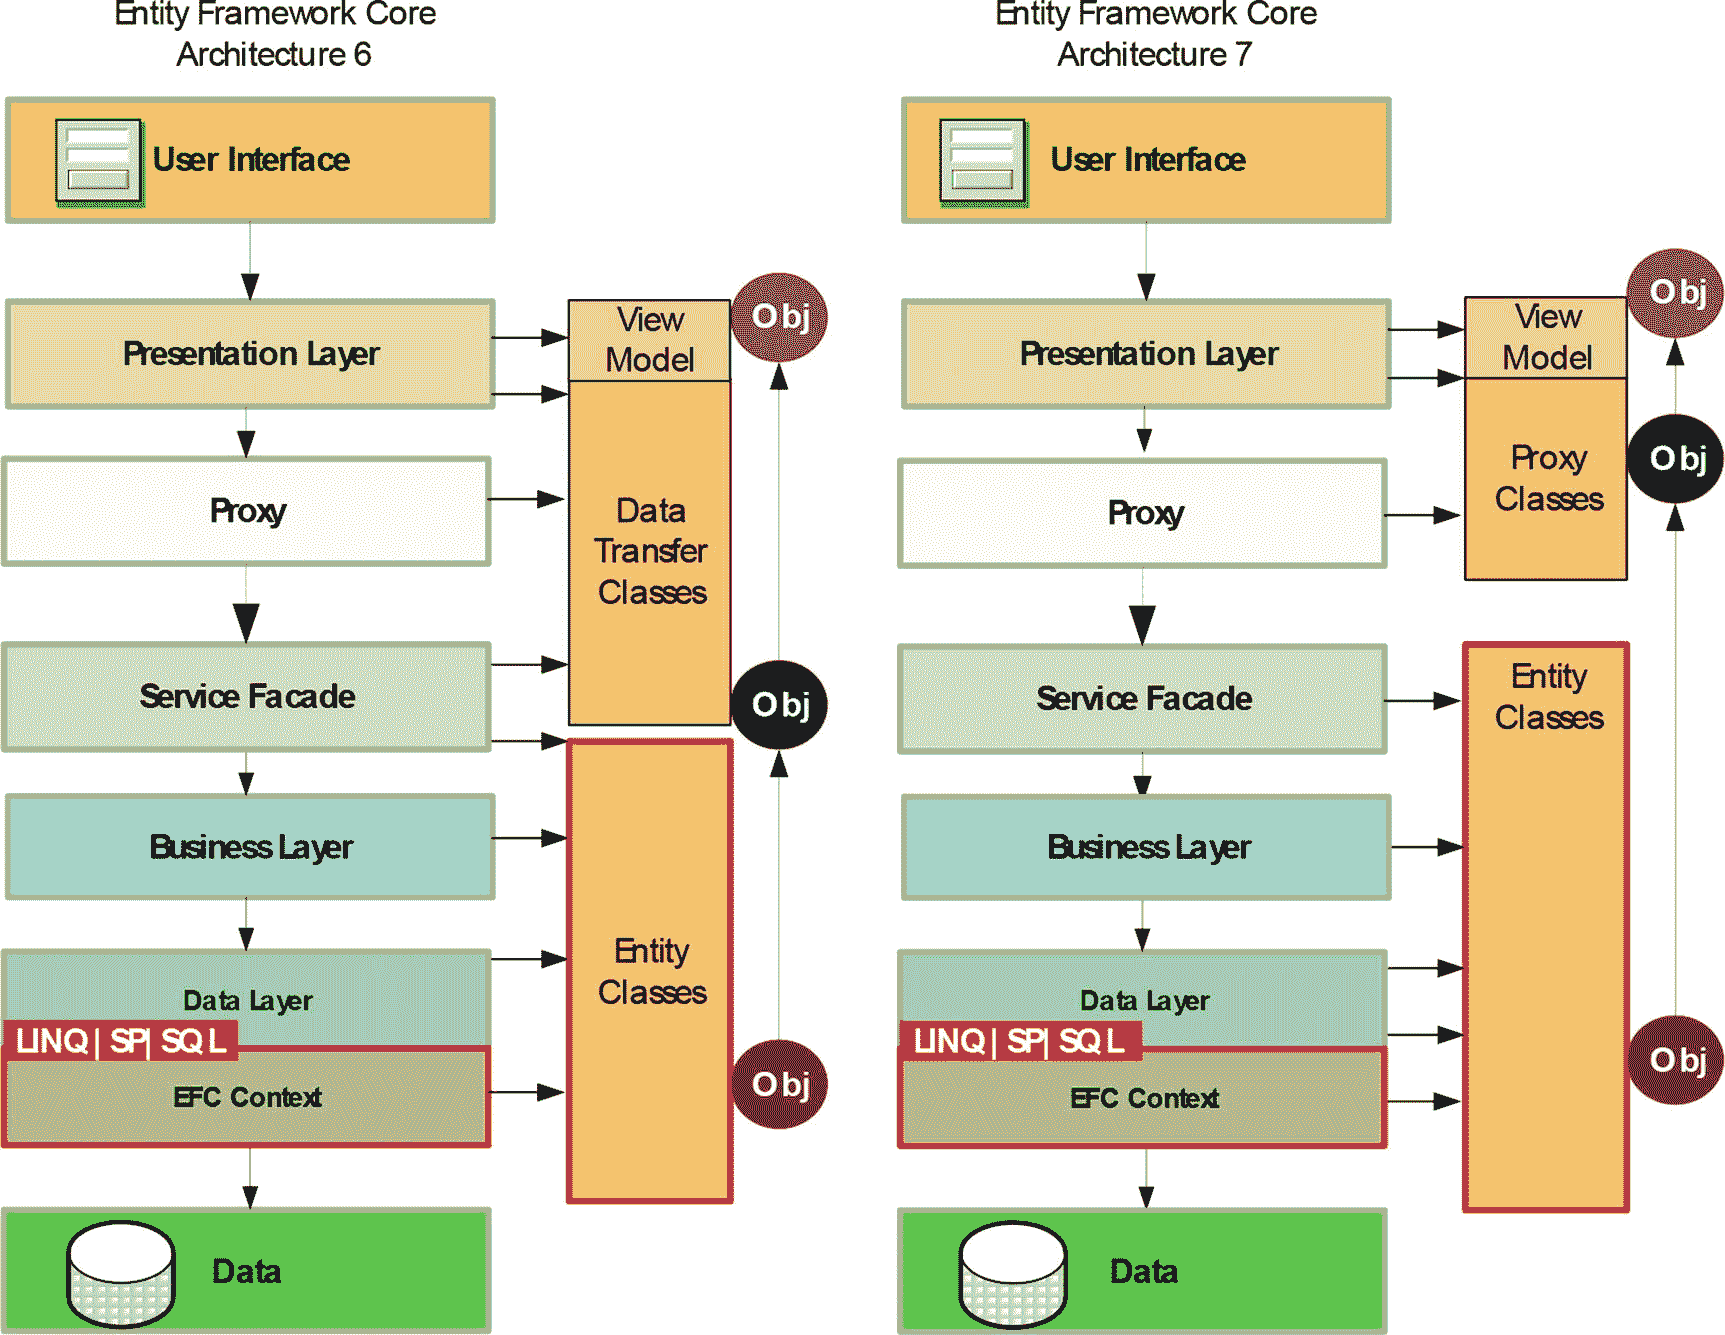 Entity Framework Core
Architecture 6
User Interface
Presentation Layer
View
Model
Obj
Proxy
Data
Transfer
Classes
Service Facade
Obj
Business Layer
Entity
Classes
Data Layer
LINQ | SP| SQL
EFC Context
Obj
Data
Entity Framework Core
Architecture 7
User Interface
Presentation Layer
View
Model
Obj
Proxy
Proxy
Classes
Obj
Service Facade
Entity
Classes
Business Layer
Data Layer
LINQ | SP| SQL
EFC Context
Obj
Data